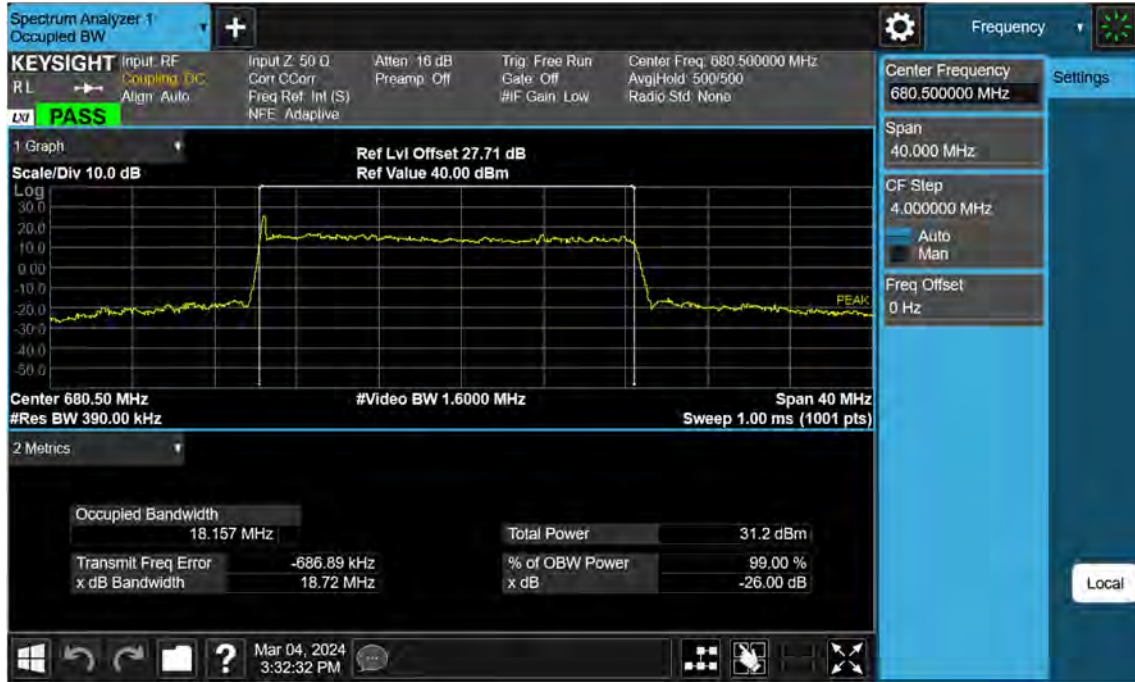 Spectrum Analyzer 1
Occupied BW
+
Frequency
KEYSIGHT
RL
LXI
PASS
Input: RF
Coupling: DC
Align: Auto
Input Z: 50 Ω
Corr CCorr
Freq Ref: Int (S)
NFE: Adaptive
Atten: 16 dB
Preamp: Off
Trig: Free Run
Gate: Off
#IF Gain: Low
Center Freq: 680.500000 MHz
Avg|Hold: 500/500
Radio Std: None
Center Frequency
680.500000 MHz
Settings
Span
40.000 MHz
CF Step
4.000000 MHz
Auto
Man
Freq Offset
0 Hz
Local
1 Graph
Scale/Div 10.0 dB
Ref Lvl Offset 27.71 dB
Ref Value 40.00 dBm
Log
30.0
20.0
10.0
0.00
-10.0
-20.0
-30.0
-40.0
-50.0
PEAK
Center 680.50 MHz
#Video BW 1.6000 MHz
Span 40 MHz
#Res BW 390.00 kHz
Sweep 1.00 ms (1001 pts)
2 Metrics
Occupied Bandwidth
18.157 MHz
Total Power 31.2 dBm
Transmit Freq Error -686.89 kHz
% of OBW Power 99.00 %
x dB Bandwidth 18.72 MHz
x dB -26.00 dB
?
Mar 04, 2024
3:32:32 PM